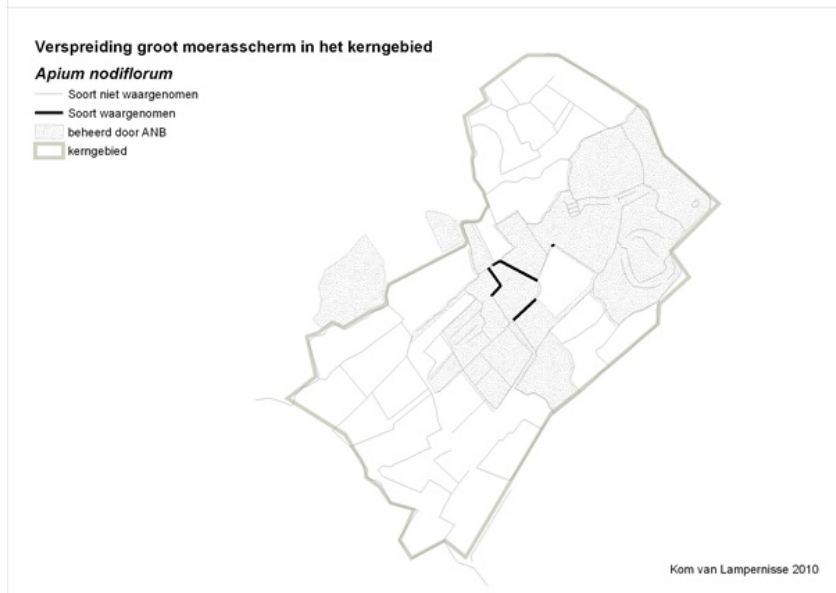 Verspreiding groot moerasscherm in het kerngebied
Apium nodiflorum
Soort niet waargenomen
Soort waargenomen
beheerd door ANB
kerngebied
Kom van Lampernisse 2010